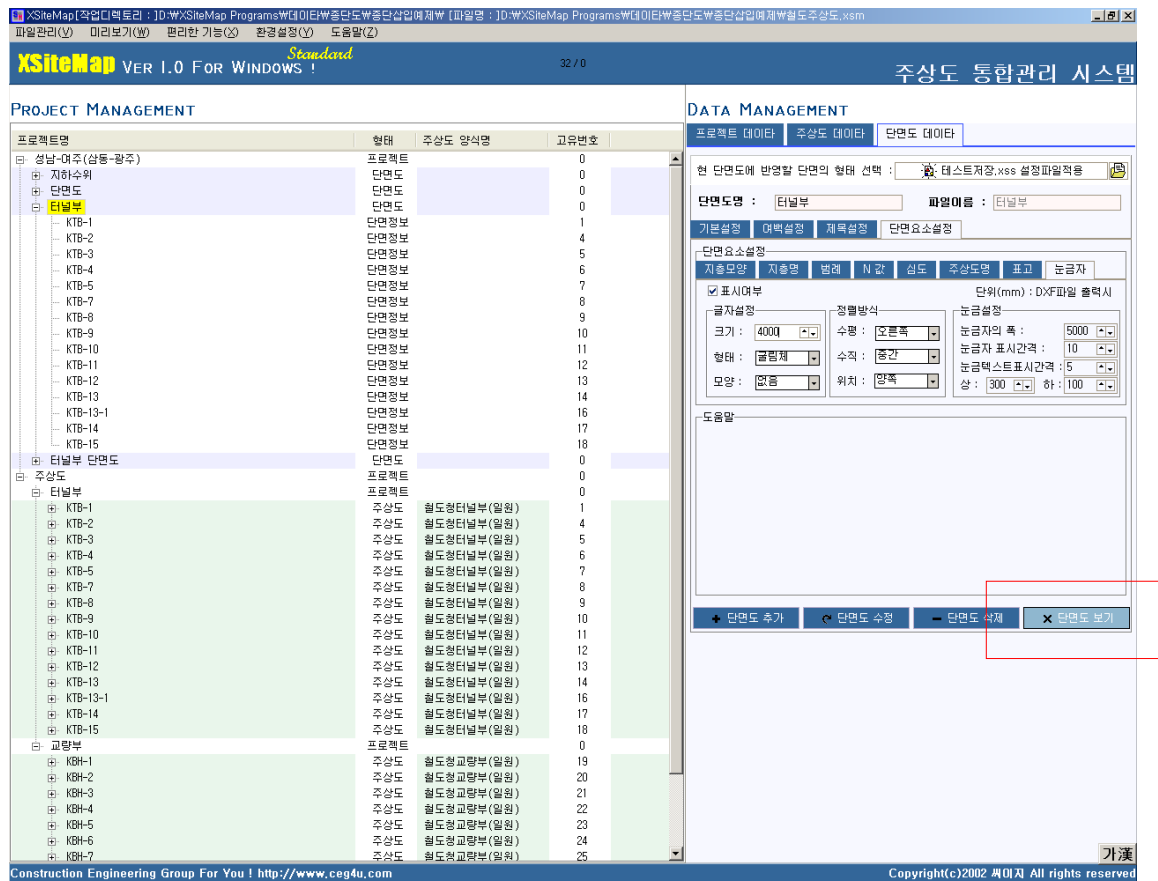 XSiteMap[작업디렉토리 : ]D:₩XSiteMap Programs₩데이타₩종단도₩종단삽입예제₩ [파일명 : ]D:₩XSiteMap Programs₩데이타₩종단도₩종단삽입예제₩철도주상도,xsm
파일관리(V) 미리보기(W) 편리한 기능(X) 환경설정(Y) 도움말(Z)
XSiteMap VER 1.0 FOR WINDOWS ! Standard
32 / 0
주상도 통합관리 시스템
PROJECT MANAGEMENT
프로젝트명 형태 주상도 양식명 고유번호
성남-여주(삼동-광주) 프로젝트 0
지하수위 단면도 0
단면도 단면도 0
터널부 단면도 0
KTB-1 단면정보 1
KTB-2 단면정보 4
KTB-3 단면정보 5
KTB-4 단면정보 6
KTB-5 단면정보 7
KTB-7 단면정보 8
KTB-8 단면정보 9
KTB-9 단면정보 10
KTB-10 단면정보 11
KTB-11 단면정보 12
KTB-12 단면정보 13
KTB-13 단면정보 14
KTB-13-1 단면정보 16
KTB-14 단면정보 17
KTB-15 단면정보 18
터널부 단면도 단면도 0
주상도 프로젝트 0
터널부 프로젝트 0
KTB-1 주상도 철도청터널부(일원) 1
KTB-2 주상도 철도청터널부(일원) 4
KTB-3 주상도 철도청터널부(일원) 5
KTB-4 주상도 철도청터널부(일원) 6
KTB-5 주상도 철도청터널부(일원) 7
KTB-7 주상도 철도청터널부(일원) 8
KTB-8 주상도 철도청터널부(일원) 9
KTB-9 주상도 철도청터널부(일원) 10
KTB-10 주상도 철도청터널부(일원) 11
KTB-11 주상도 철도청터널부(일원) 12
KTB-12 주상도 철도청터널부(일원) 13
KTB-13 주상도 철도청터널부(일원) 14
KTB-13-1 주상도 철도청터널부(일원) 16
KTB-14 주상도 철도청터널부(일원) 17
KTB-15 주상도 철도청터널부(일원) 18
교량부 프로젝트 0
KBH-1 주상도 철도청교량부(일원) 19
KBH-2 주상도 철도청교량부(일원) 20
KBH-3 주상도 철도청교량부(일원) 21
KBH-4 주상도 철도청교량부(일원) 22
KBH-5 주상도 철도청교량부(일원) 23
KBH-6 주상도 철도청교량부(일원) 24
KBH-7 주상도 철도청교량부(일원) 25
DATA MANAGEMENT
프로젝트 데이타 주상도 데이타 단면도 데이타
현 단면도에 반영할 단면의 형태 선택 : 테스트저장,xss 설정파일적용
단면도명 : 터널부 파일이름 : 터널부
기본설정 여백설정 제목설정 단면요소설정
단면요소설정
지층모양 지층명 범례 N 값 심도 주상도명 표고 눈금자
표시여부 단위(mm) : DXF파일 출력시
글자설정 정렬방식 눈금설정
크기 : 4000 수평 : 오른쪽 눈금자의 폭 : 5000
눈금자 표시간격 : 10
형태 : 굴림체 수직 : 중간
눈금텍스트표시간격 : 5
모양 : 없음 위치 : 양쪽 상 : 300 하 : 100
도움말
단면도 추가 단면도 수정 단면도 삭제 단면도 보기
가漢
Construction Engineering Group For You ! http://www.ceg4u.com
Copyright(c)2002 씨이지 All rights reserved